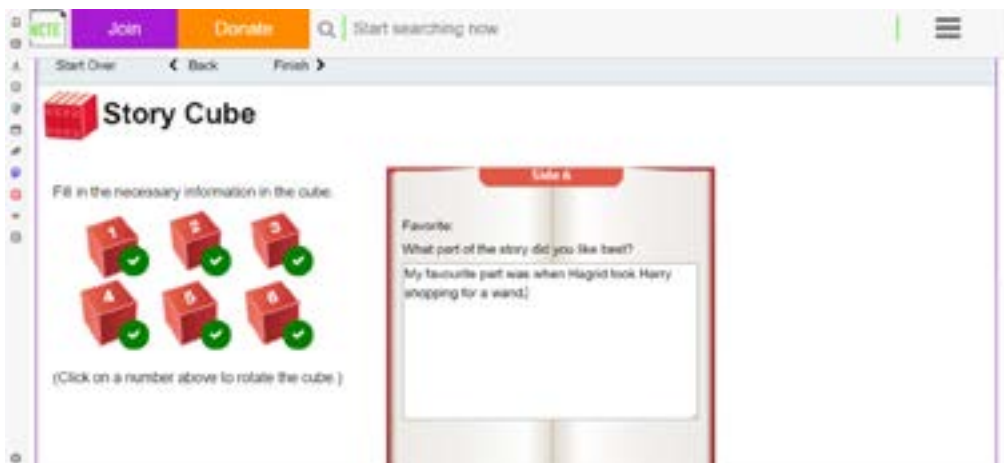 NCTE
Join
Donate
Start searching now
Start Over
Back
Finish
Story Cube
Fill in the necessary information in the cube.
1
2
3
4
5
6
(Click on a number above to rotate the cube.)
Side 6
Favorite:
What part of the story did you like best?
My favourite part was when Hagrid took Harry
shopping for a wand.